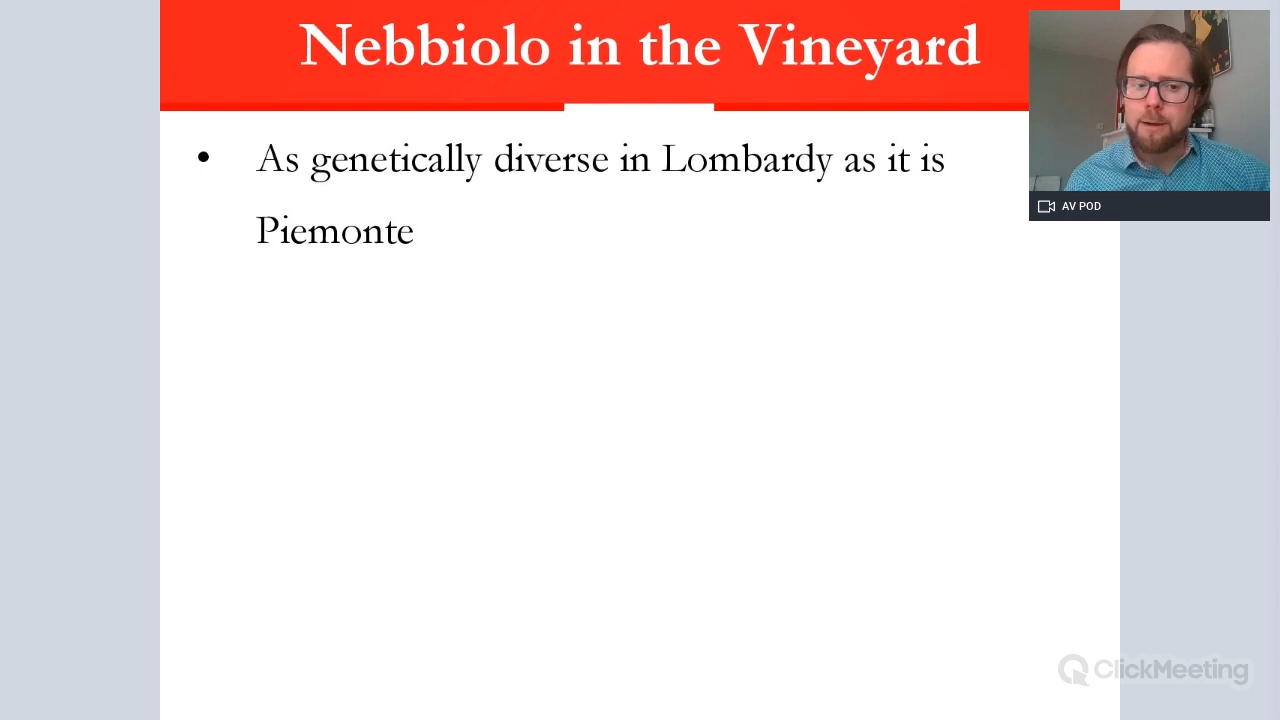 Nebbiolo in the Vineyard
• As genetically diverse in Lombardy as it is
Piemonte
AV POD
ClickMeeting